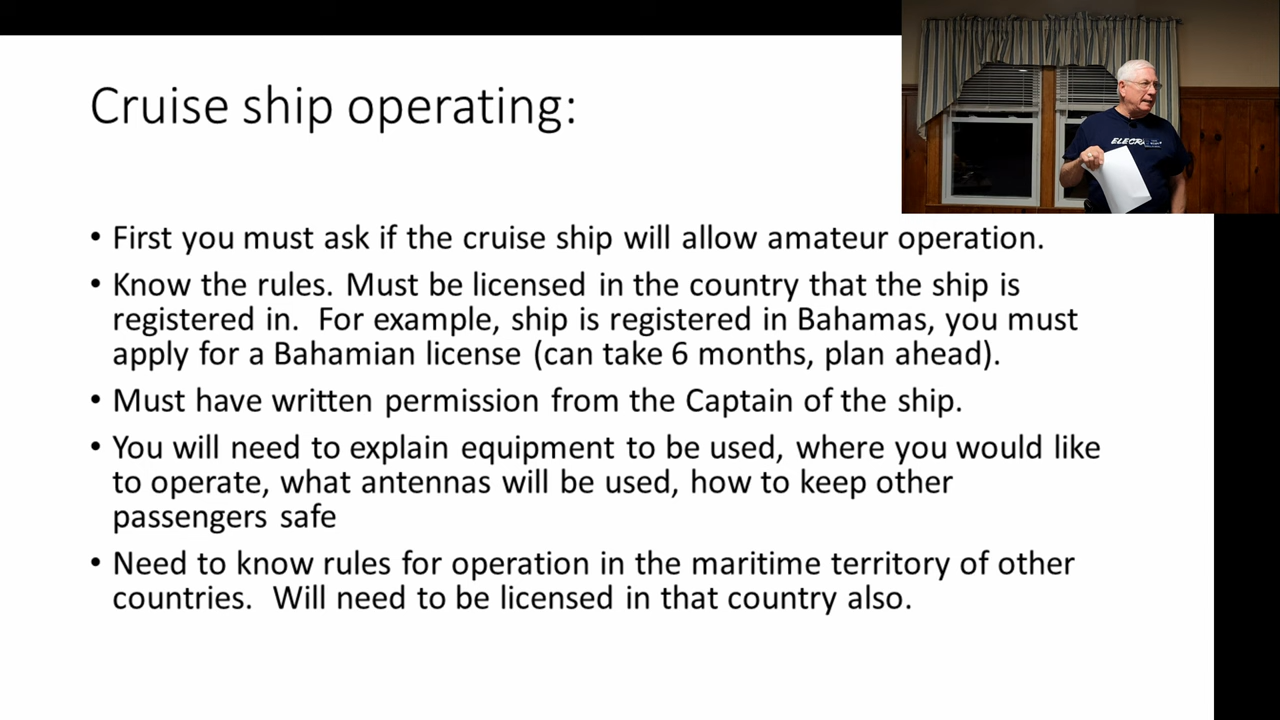 Cruise ship operating:
• First you must ask if the cruise ship will allow amateur operation.
• Know the rules. Must be licensed in the country that the ship is
registered in.  For example, ship is registered in Bahamas, you must
apply for a Bahamian license (can take 6 months, plan ahead).
• Must have written permission from the Captain of the ship.
• You will need to explain equipment to be used, where you would like
to operate, what antennas will be used, how to keep other
passengers safe
• Need to know rules for operation in the maritime territory of other
countries.  Will need to be licensed in that country also.